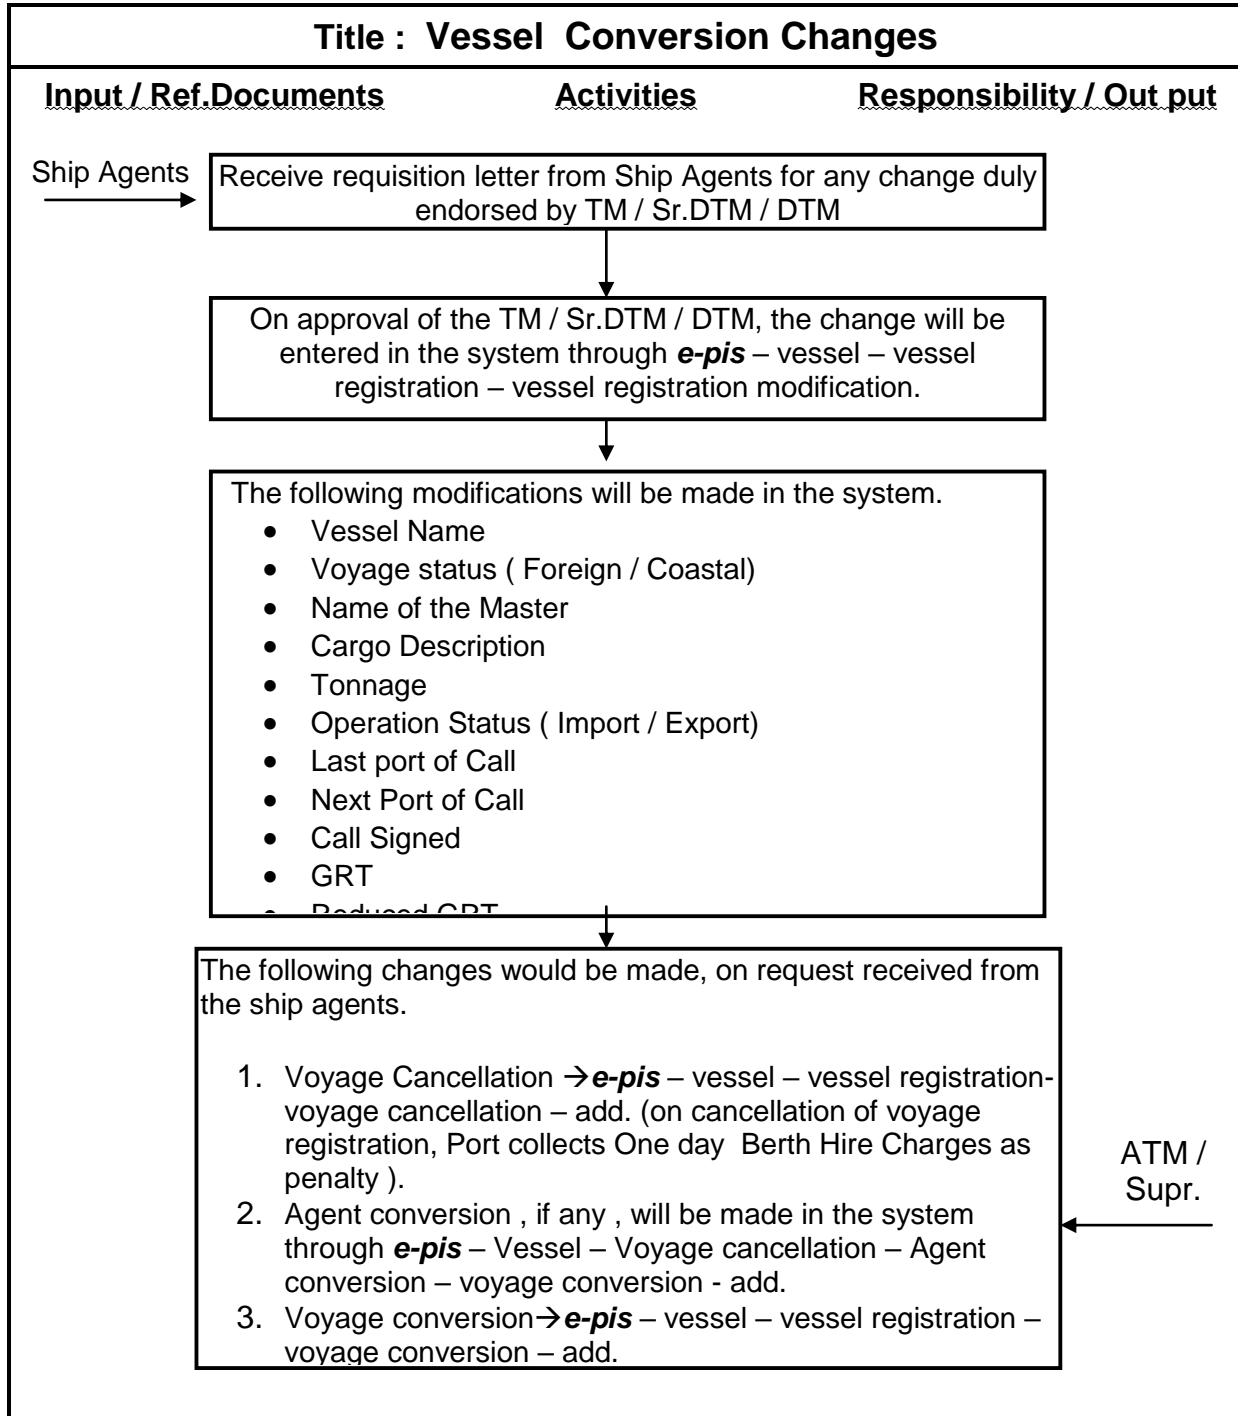 Title : Vessel Conversion Changes
Input / Ref.Documents Activities Responsibility / Out put
Ship Agents
Receive requisition letter from Ship Agents for any change duly
endorsed by TM / Sr.DTM / DTM
On approval of the TM / Sr.DTM / DTM, the change will be
entered in the system through e-pis – vessel – vessel
registration – vessel registration modification.
The following modifications will be made in the system.
• Vessel Name
• Voyage status ( Foreign / Coastal)
• Name of the Master
• Cargo Description
• Tonnage
• Operation Status ( Import / Export)
• Last port of Call
• Next Port of Call
• Call Signed
• GRT
• Reduced GRT
The following changes would be made, on request received from
the ship agents.
1. Voyage Cancellation →e-pis – vessel – vessel registration-
voyage cancellation – add. (on cancellation of voyage
registration, Port collects One day Berth Hire Charges as
penalty ).
2. Agent conversion , if any , will be made in the system
through e-pis – Vessel – Voyage cancellation – Agent
conversion – voyage conversion - add.
3. Voyage conversion→e-pis – vessel – vessel registration –
voyage conversion – add.
ATM /
Supr.